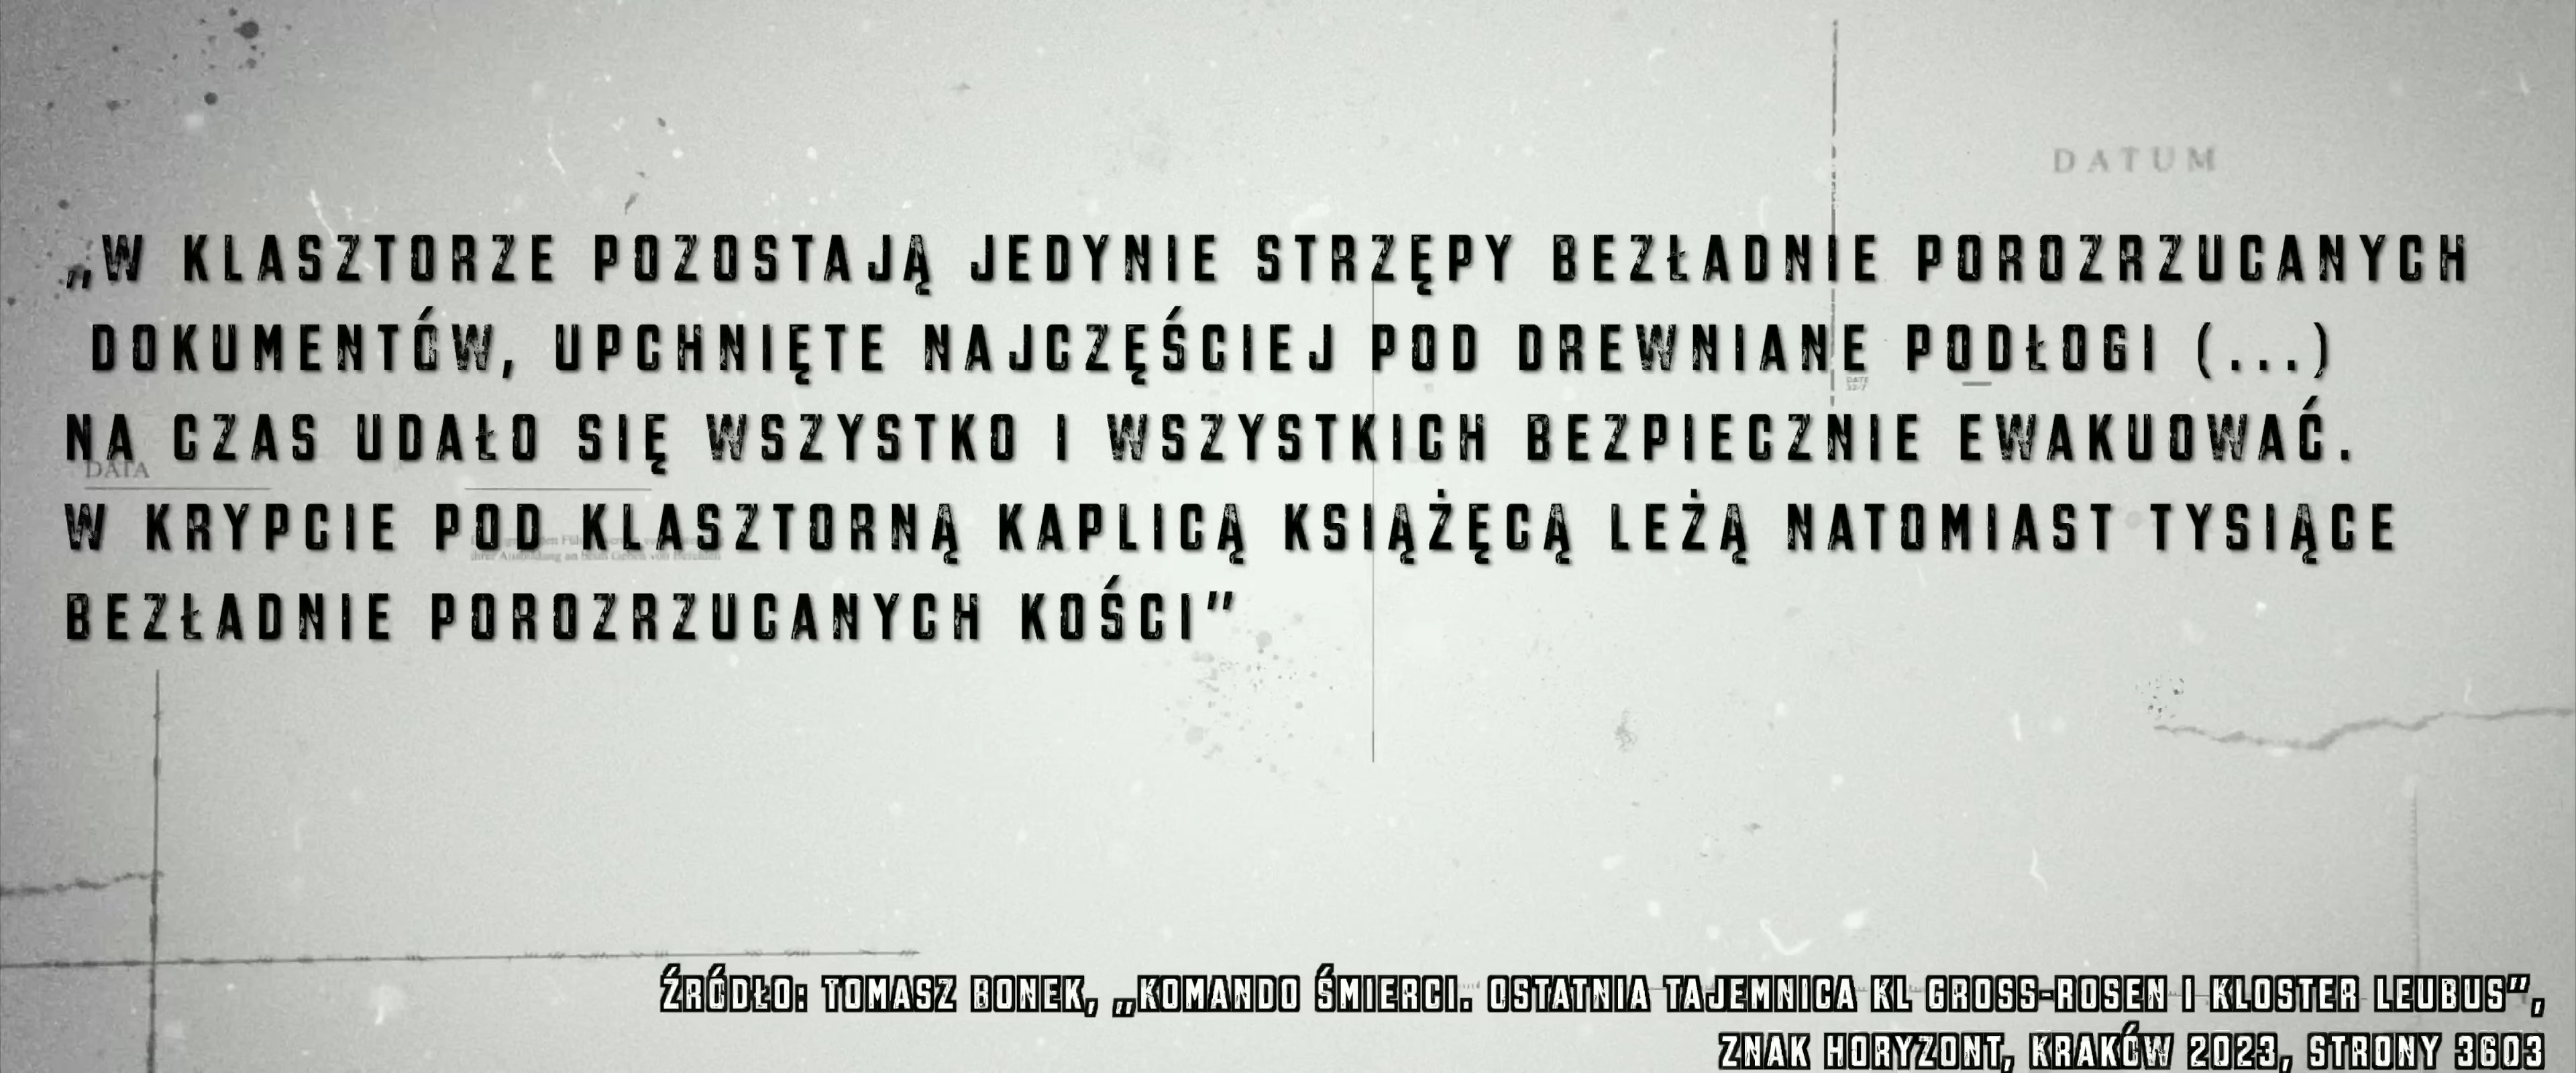 DATUM
„W KLASZTORZE POZOSTAJĄ JEDYNIE STRZĘPY BEZŁADNIE POROZRZUCANYCH
DOKUMENTÓW, UPCHNIĘTE NAJCZĘŚCIEJ POD DREWNIANE PODŁOGI (...)
NA CZAS UDAŁO SIĘ WSZYSTKO I WSZYSTKICH BEZPIECZNIE EWAKUOWAĆ.
DATA
W KRYPCIE POD KLASZTORNĄ KAPLICĄ KSIĄŻĘCĄ LEŻĄ NATOMIAST TYSIĄCE
BEZŁADNIE POROZRZUCANYCH KOŚCI”
ŹRÓDŁO: TOMASZ BONEK, „KOMANDO ŚMIERCI. OSTATNIA TAJEMNICA KL GROSS-ROSEN I KLOSTER LEUBUS”,
ZNAK HORYZONT, KRAKÓW 2023, STRONY 3603